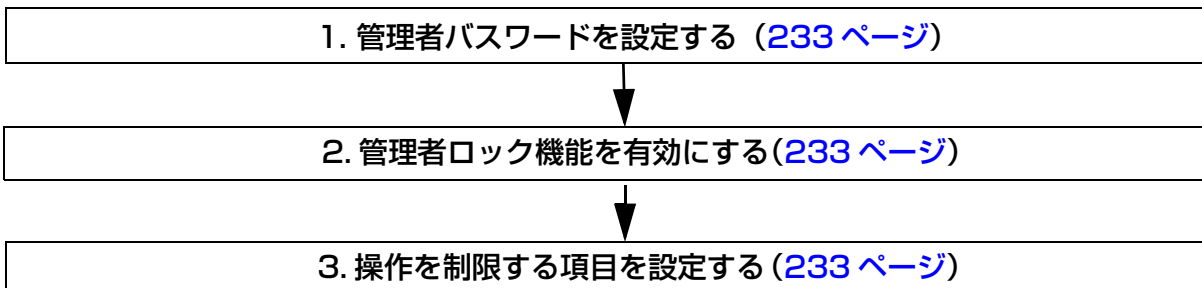 1. 管理者パスワードを設定する（233 ページ）
2. 管理者ロック機能を有効にする（233 ページ）
3. 操作を制限する項目を設定する（233 ページ）